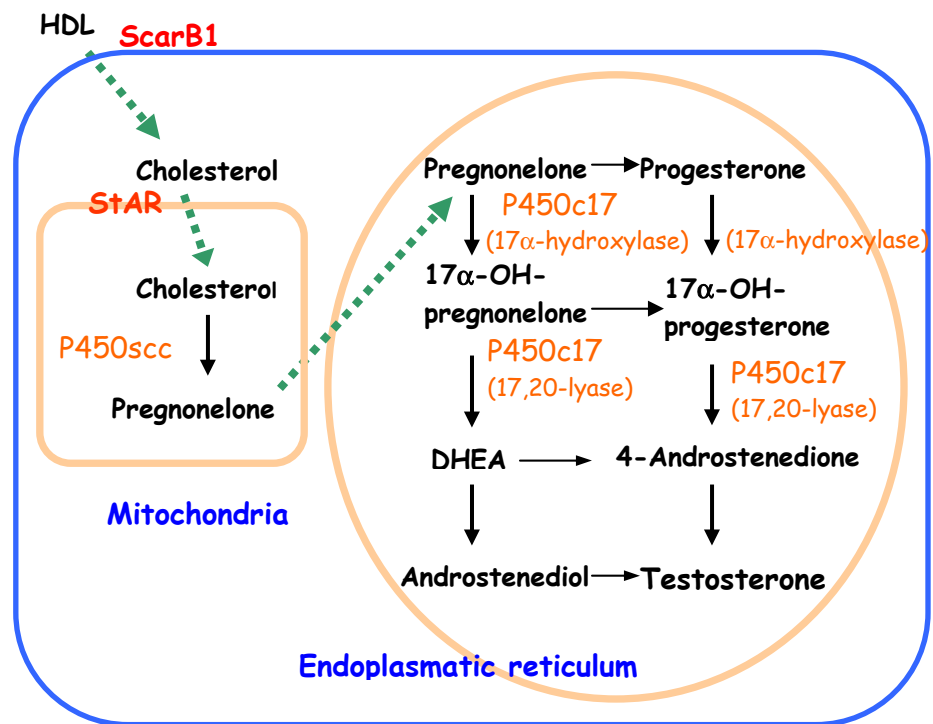 HDL
ScarB1
Cholesterol
StAR
Cholesterol
P450scc
Pregnonelone
Mitochondria
Pregnonelone
Progesterone
P450c17
(17α-hydroxylase)
(17α-hydroxylase)
17α-OH-
pregnonelone
17α-OH-
progesterone
P450c17
(17,20-lyase)
P450c17
(17,20-lyase)
DHEA
4-Androstenedione
Androstenediol
Testosterone
Endoplasmatic reticulum